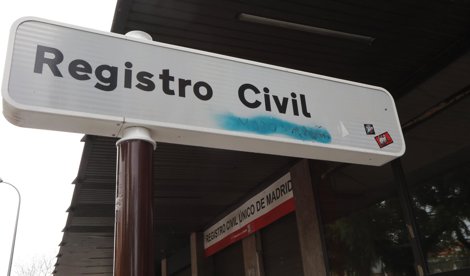 Registro Civil
REGISTRO CIVIL ÚNICO DE MADRID